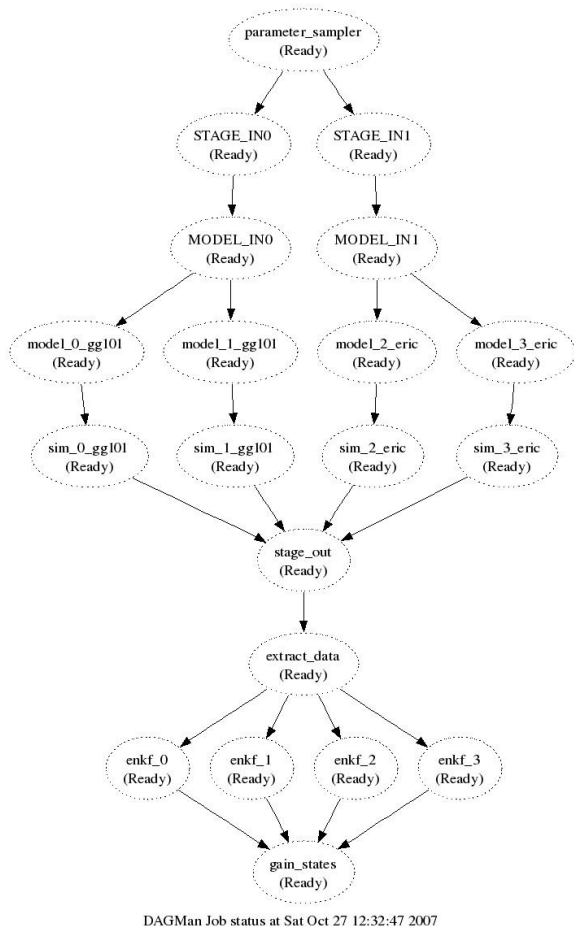 parameter_sampler
(Ready)
STAGE_IN0
(Ready)
STAGE_IN1
(Ready)
MODEL_IN0
(Ready)
MODEL_IN1
(Ready)
model_0_gg101
(Ready)
model_1_gg101
(Ready)
model_2_eric
(Ready)
model_3_eric
(Ready)
sim_0_gg101
(Ready)
sim_1_gg101
(Ready)
sim_2_eric
(Ready)
sim_3_eric
(Ready)
stage_out
(Ready)
extract_data
(Ready)
enkf_0
(Ready)
enkf_1
(Ready)
enkf_2
(Ready)
enkf_3
(Ready)
gain_states
(Ready)
DAGMan Job status at Sat Oct 27 12:32:47 2007